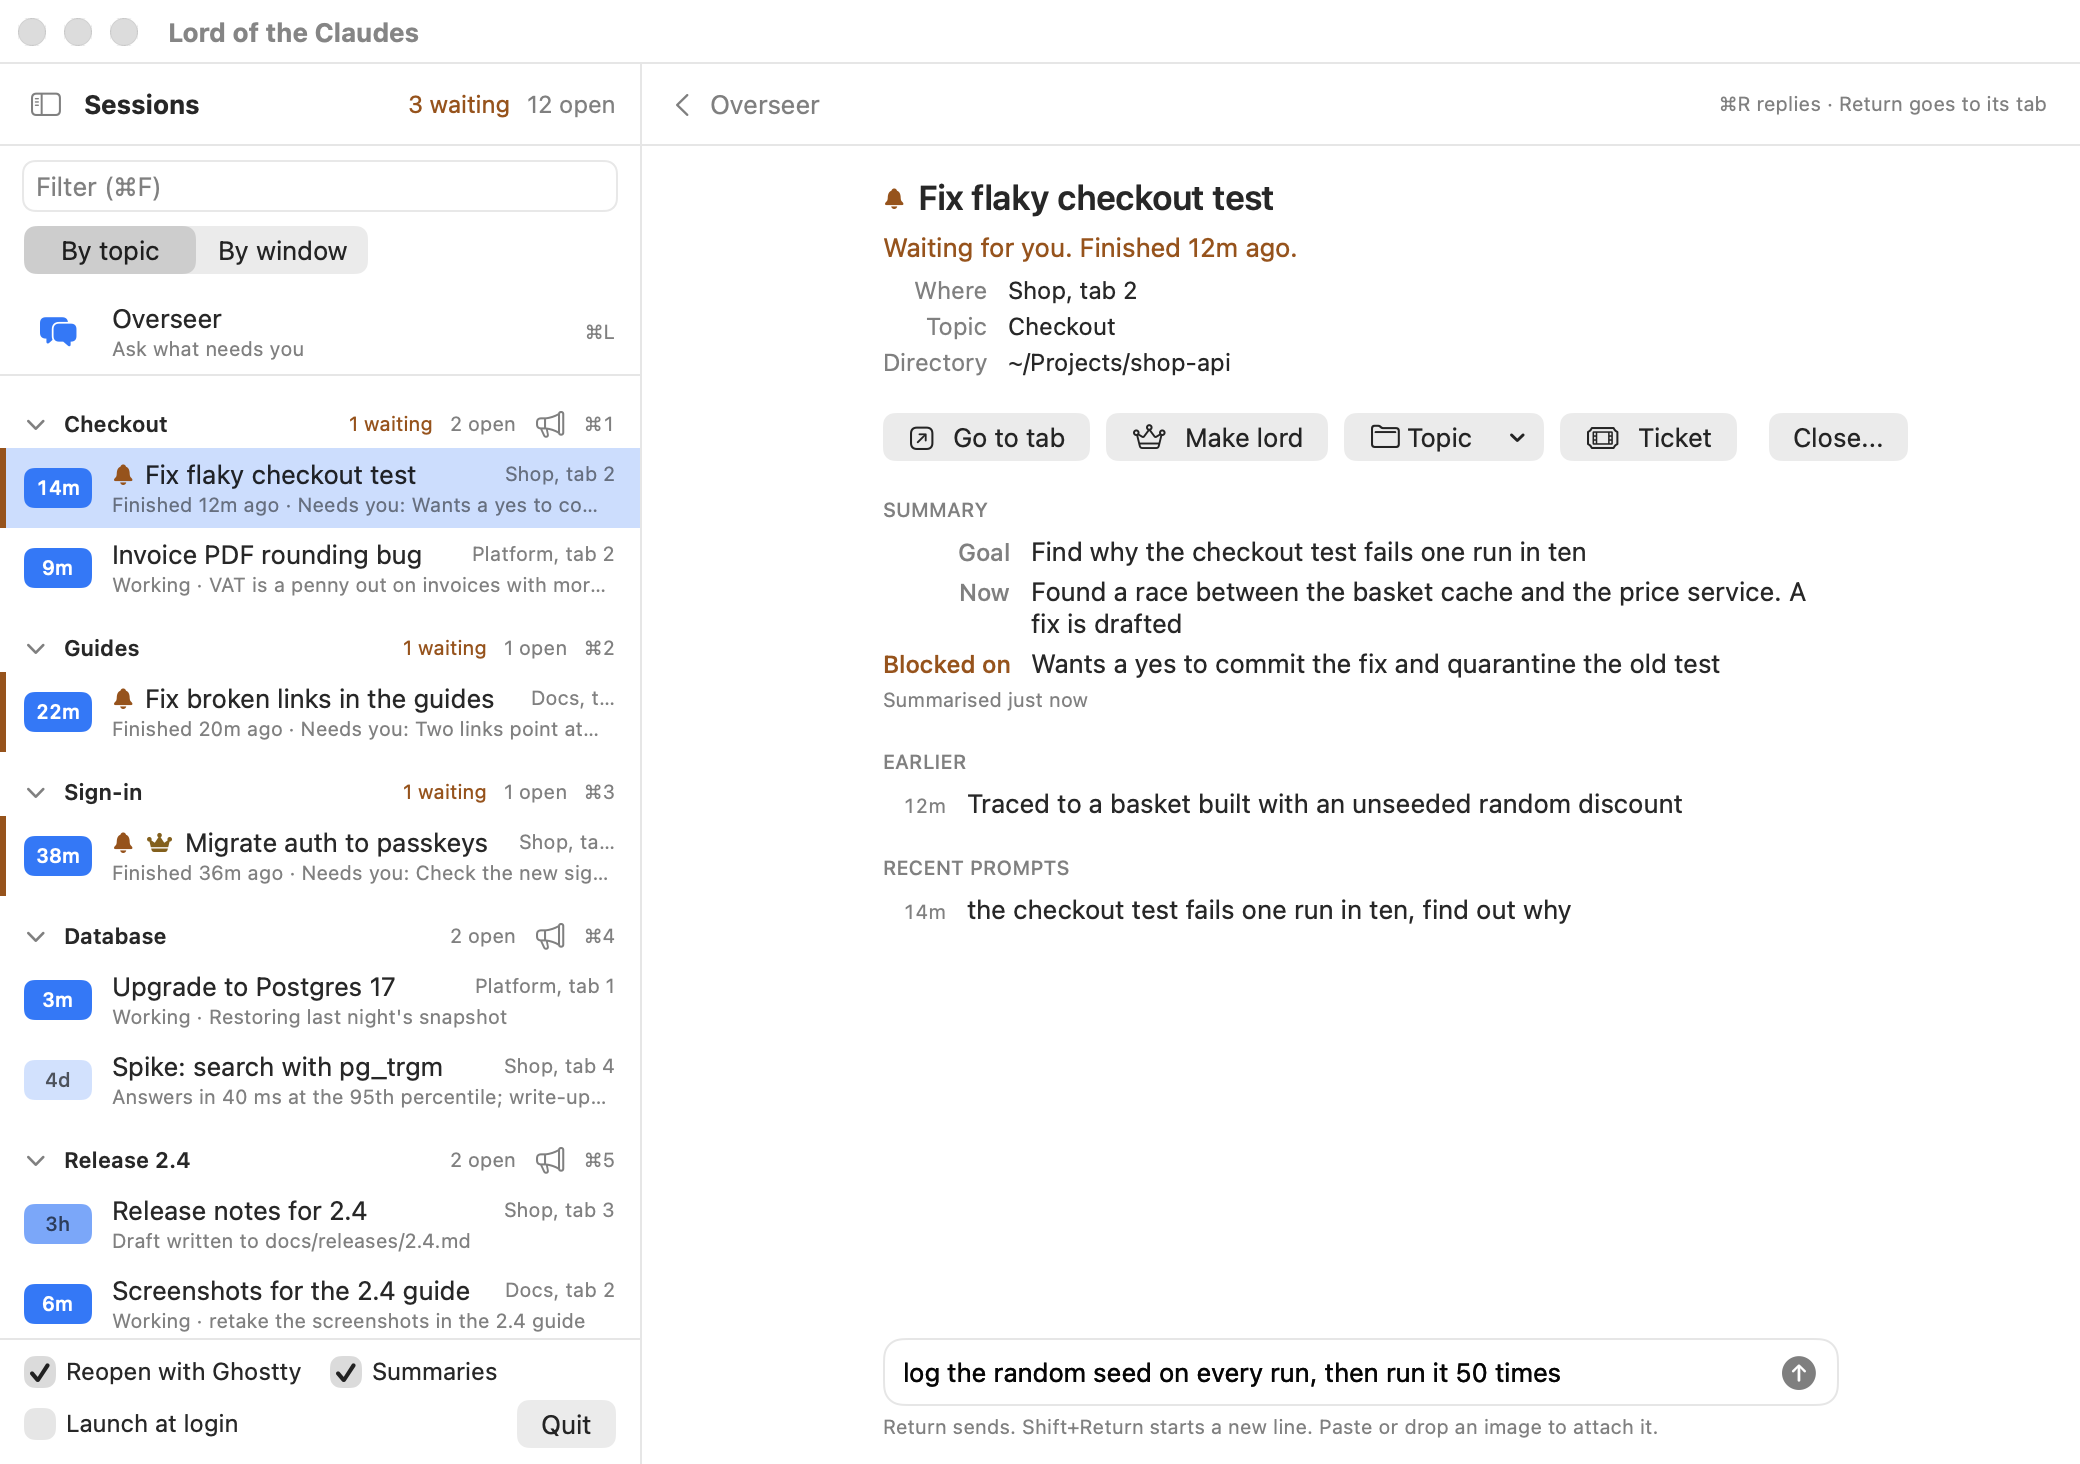 Lord of the Claudes
Sessions
3 waiting 12 open
Filter (⌘F)
By topic By window
Overseer
Ask what needs you
⌘L
Checkout 1 waiting 2 open ⌘1
14m Fix flaky checkout test Shop, tab 2
Finished 12m ago · Needs you: Wants a yes to co…
9m Invoice PDF rounding bug Platform, tab 2
Working · VAT is a penny out on invoices with mor…
Guides 1 waiting 1 open ⌘2
22m Fix broken links in the guides Docs, t…
Finished 20m ago · Needs you: Two links point at…
Sign-in 1 waiting 1 open ⌘3
38m Migrate auth to passkeys Shop, ta…
Finished 36m ago · Needs you: Check the new sig…
Database 2 open ⌘4
3m Upgrade to Postgres 17 Platform, tab 1
Working · Restoring last night's snapshot
4d Spike: search with pg_trgm Shop, tab 4
Answers in 40 ms at the 95th percentile; write-up…
Release 2.4 2 open ⌘5
3h Release notes for 2.4 Shop, tab 3
Draft written to docs/releases/2.4.md
6m Screenshots for the 2.4 guide Docs, tab 2
Working · retake the screenshots in the 2.4 guide
Reopen with Ghostty Summaries
Launch at login Quit
Overseer
⌘R replies · Return goes to its tab
Fix flaky checkout test
Waiting for you. Finished 12m ago.
Where Shop, tab 2
Topic Checkout
Directory ~/Projects/shop-api
Go to tab Make lord Topic Ticket Close…
SUMMARY
Goal Find why the checkout test fails one run in ten
Now Found a race between the basket cache and the price service. A
fix is drafted
Blocked on Wants a yes to commit the fix and quarantine the old test
Summarised just now
EARLIER
12m Traced to a basket built with an unseeded random discount
RECENT PROMPTS
14m the checkout test fails one run in ten, find out why
log the random seed on every run, then run it 50 times
Return sends. Shift+Return starts a new line. Paste or drop an image to attach it.